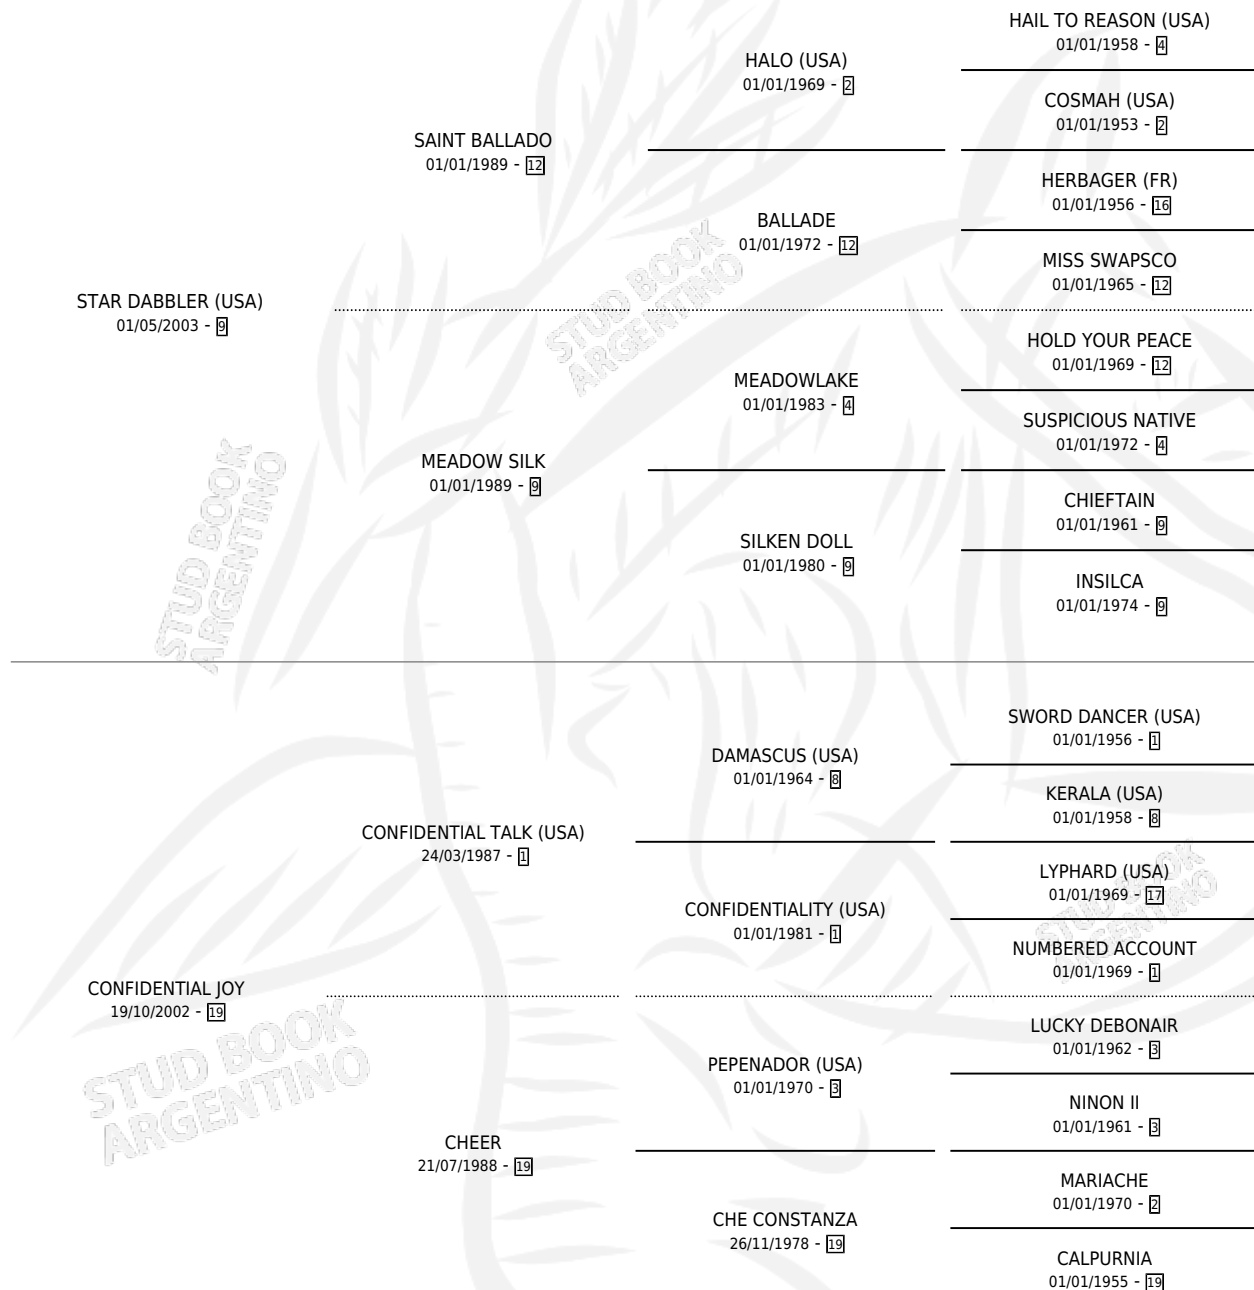 HAIL TO REASON (USA)
01/01/1958 - 4
HALO (USA)
01/01/1969 - 2
COSMAH (USA)
01/01/1953 - 2
SAINT BALLADO
01/01/1989 - 12
HERBAGER (FR)
01/01/1956 - 16
BALLADE
01/01/1972 - 12
MISS SWAPSCO
01/01/1965 - 12
STAR DABBLER (USA)
01/05/2003 - 9
HOLD YOUR PEACE
01/01/1969 - 12
MEADOWLAKE
01/01/1983 - 4
SUSPICIOUS NATIVE
01/01/1972 - 4
MEADOW SILK
01/01/1989 - 9
CHIEFTAIN
01/01/1961 - 9
SILKEN DOLL
01/01/1980 - 9
INSILCA
01/01/1974 - 9
STUD BOOK
ARGENTINO
STUD BOOK
ARGENTINO
SWORD DANCER (USA)
01/01/1956 - 1
DAMASCUS (USA)
01/01/1964 - 8
KERALA (USA)
01/01/1958 - 8
CONFIDENTIAL TALK (USA)
24/03/1987 - 1
LYPHARD (USA)
01/01/1969 - 17
CONFIDENTIALITY (USA)
01/01/1981 - 1
NUMBERED ACCOUNT
01/01/1969 - 1
CONFIDENTIAL JOY
19/10/2002 - 19
LUCKY DEBONAIR
01/01/1962 - 3
PEPENADOR (USA)
01/01/1970 - 3
NINON II
01/01/1961 - 3
CHEER
21/07/1988 - 19
MARIACHE
01/01/1970 - 2
CHE CONSTANZA
26/11/1978 - 19
CALPURNIA
01/01/1955 - 19
STUD BOOK
ARGENTINO
STUD BOOK
ARGENTINO